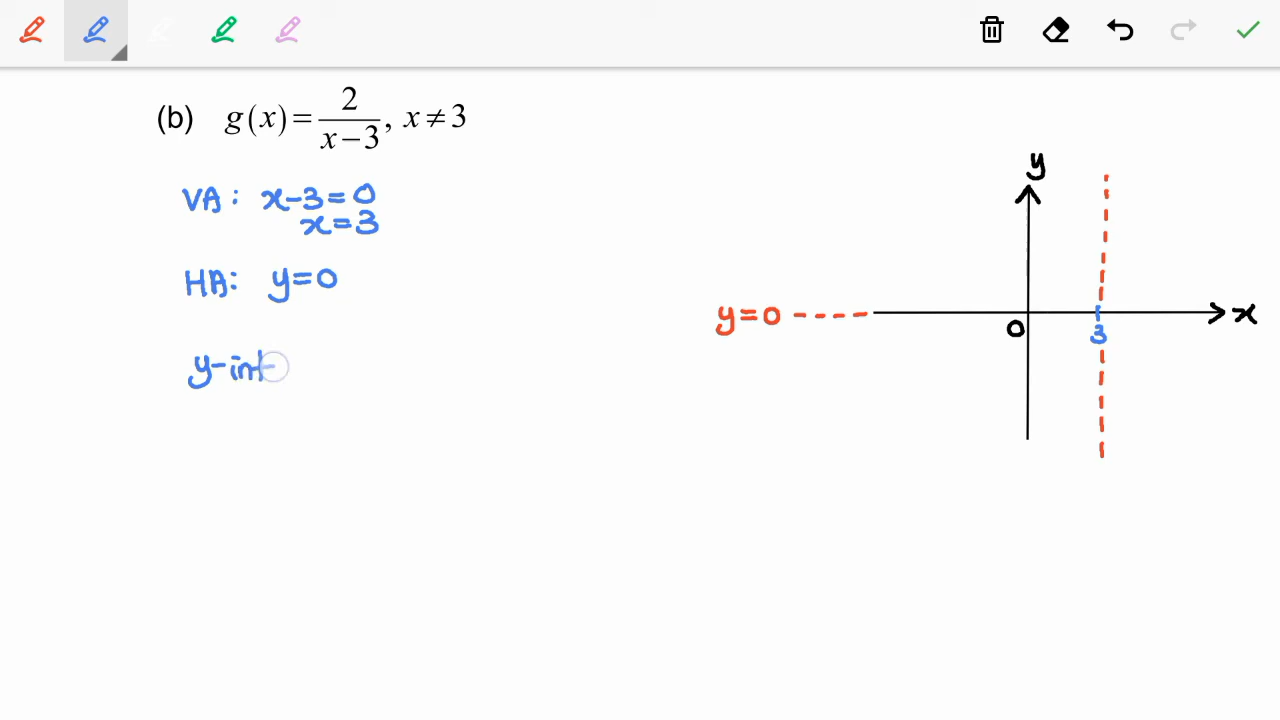 (b) g(x) = 2/(x−3), x ≠ 3
VA: x−3=0
x=3
HA: y=0
y-int
y
y=0
0
3
x